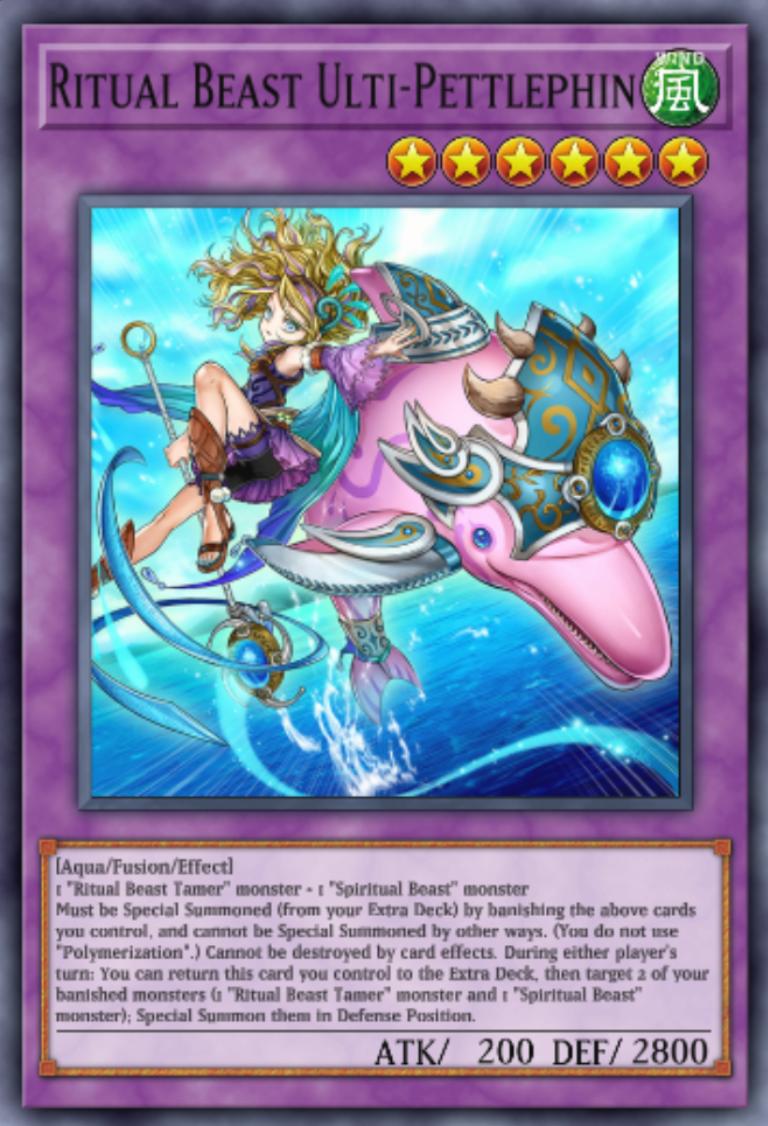 RITUAL BEAST ULTI-PETTLEPHIN
WIND
風
[Aqua/Fusion/Effect]
1 "Ritual Beast Tamer" monster + 1 "Spiritual Beast" monster
Must be Special Summoned (from your Extra Deck) by banishing the above cards
you control, and cannot be Special Summoned by other ways. (You do not use
"Polymerization".) Cannot be destroyed by card effects. During either player's
turn: You can return this card you control to the Extra Deck, then target 2 of your
banished monsters (1 "Ritual Beast Tamer" monster and 1 "Spiritual Beast"
monster); Special Summon them in Defense Position.
ATK/ 200 DEF/ 2800